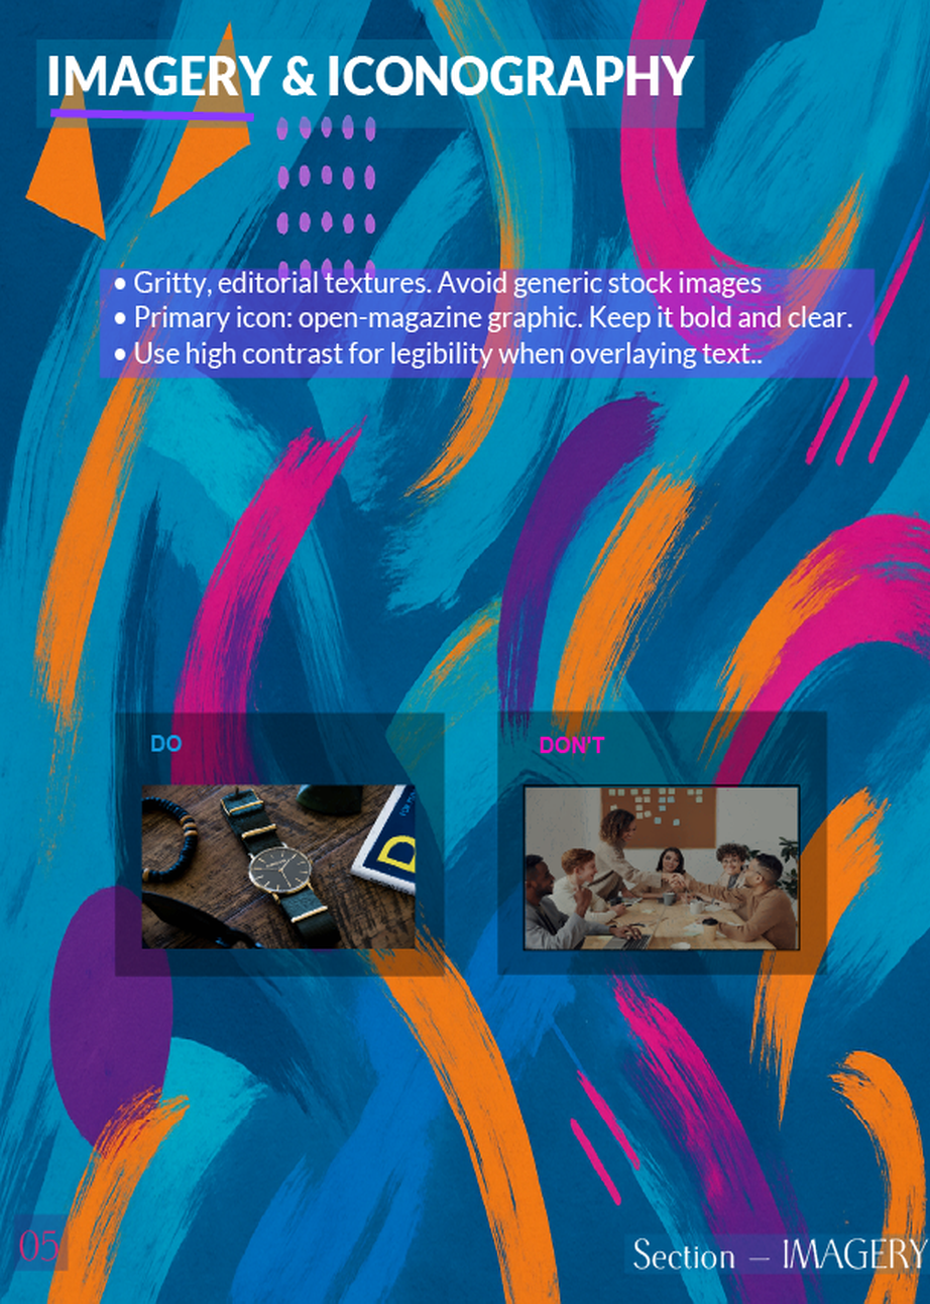 IMAGERY & ICONOGRAPHY
• Gritty, editorial textures. Avoid generic stock images
• Primary icon: open-magazine graphic. Keep it bold and clear.
• Use high contrast for legibility when overlaying text..
DO
DON'T
05
Section – IMAGERY